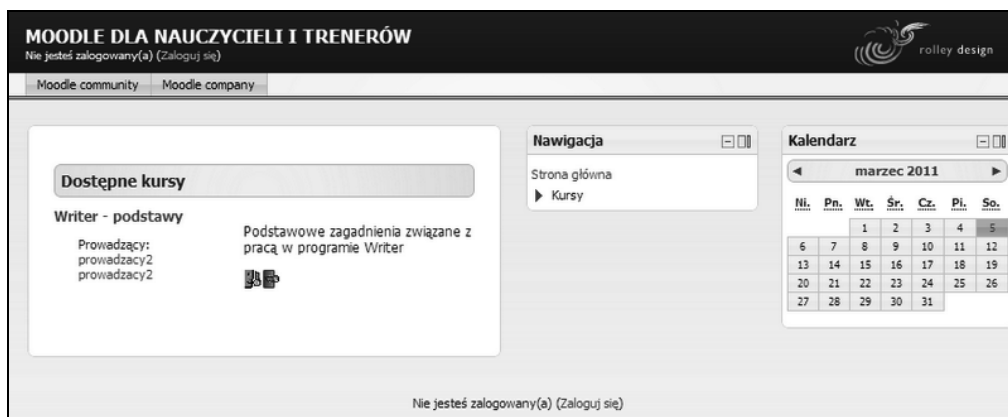 MOODLE DLA NAUCZYCIELI I TRENERÓW
Nie jesteś zalogowany(a) (Zaloguj się)
rolley design
Moodle community Moodle company
Dostępne kursy
Writer - podstawy
Prowadzący:
prowadzacy2
prowadzacy2
Podstawowe zagadnienia związane z
pracą w programie Writer
Nawigacja
Strona główna
Kursy
Kalendarz
marzec 2011
Ni. Pn. Wt. Śr. Cz. Pi. So.
1 2 3 4 5
6 7 8 9 10 11 12
13 14 15 16 17 18 19
20 21 22 23 24 25 26
27 28 29 30 31
Nie jesteś zalogowany(a) (Zaloguj się)